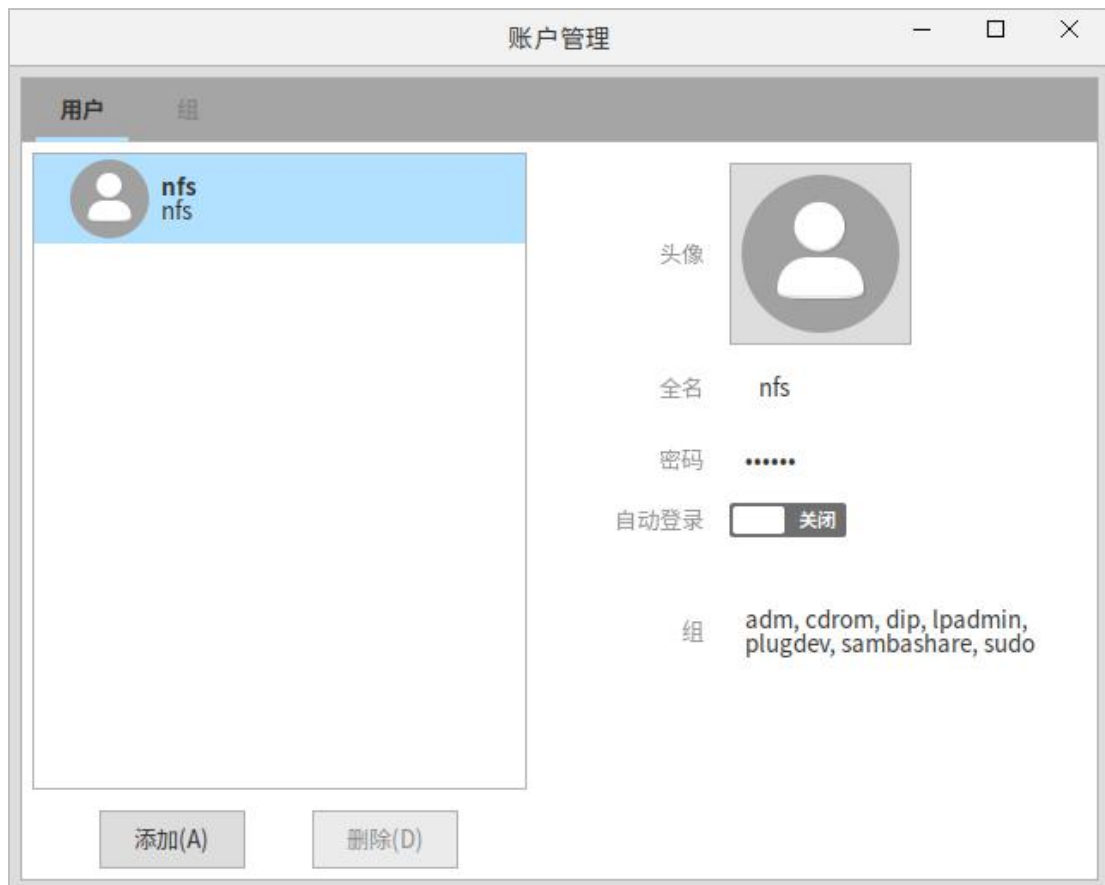 账户管理
用户
组
nfs
nfs
头像
全名
nfs
密码
••••••
自动登录
关闭
组
adm, cdrom, dip, lpadmin,
plugdev, sambashare, sudo
添加(A)
删除(D)